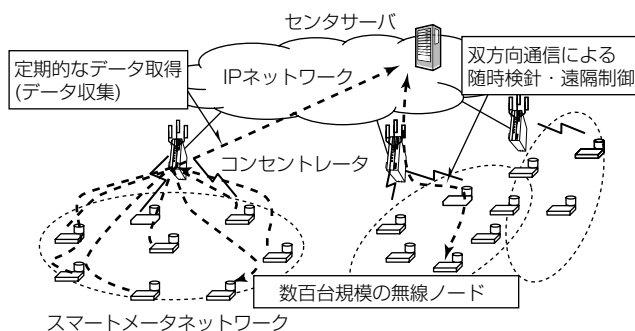 センタサーバ
定期的なデータ取得
(データ収集)
IPネットワーク
双方向通信による
随時検針・遠隔制御
コンセントレータ
数百台規模の無線ノード
スマートメータネットワーク